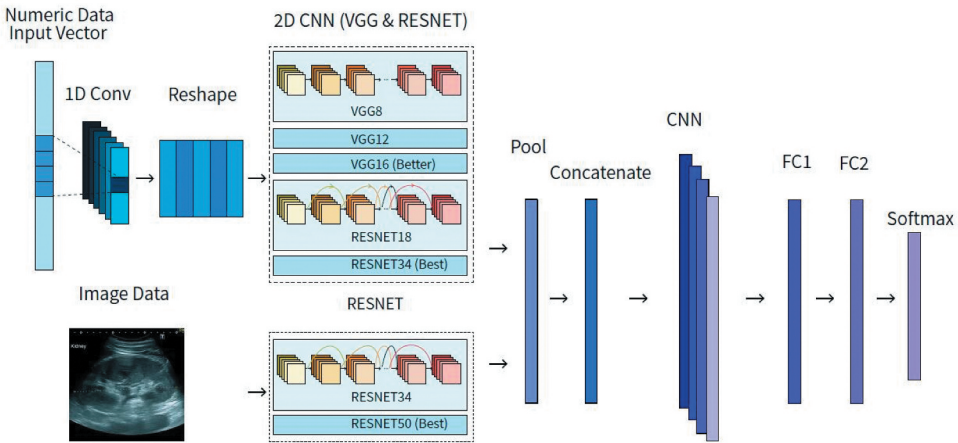 Numeric Data
Input Vector
2D CNN (VGG & RESNET)
1D Conv
Reshape
VGG8
VGG12
VGG16 (Better)
RESNET18
RESNET34 (Best)
Image Data
Kidney
RESNET
RESNET34
RESNET50 (Best)
Pool
Concatenate
CNN
FC1
FC2
Softmax